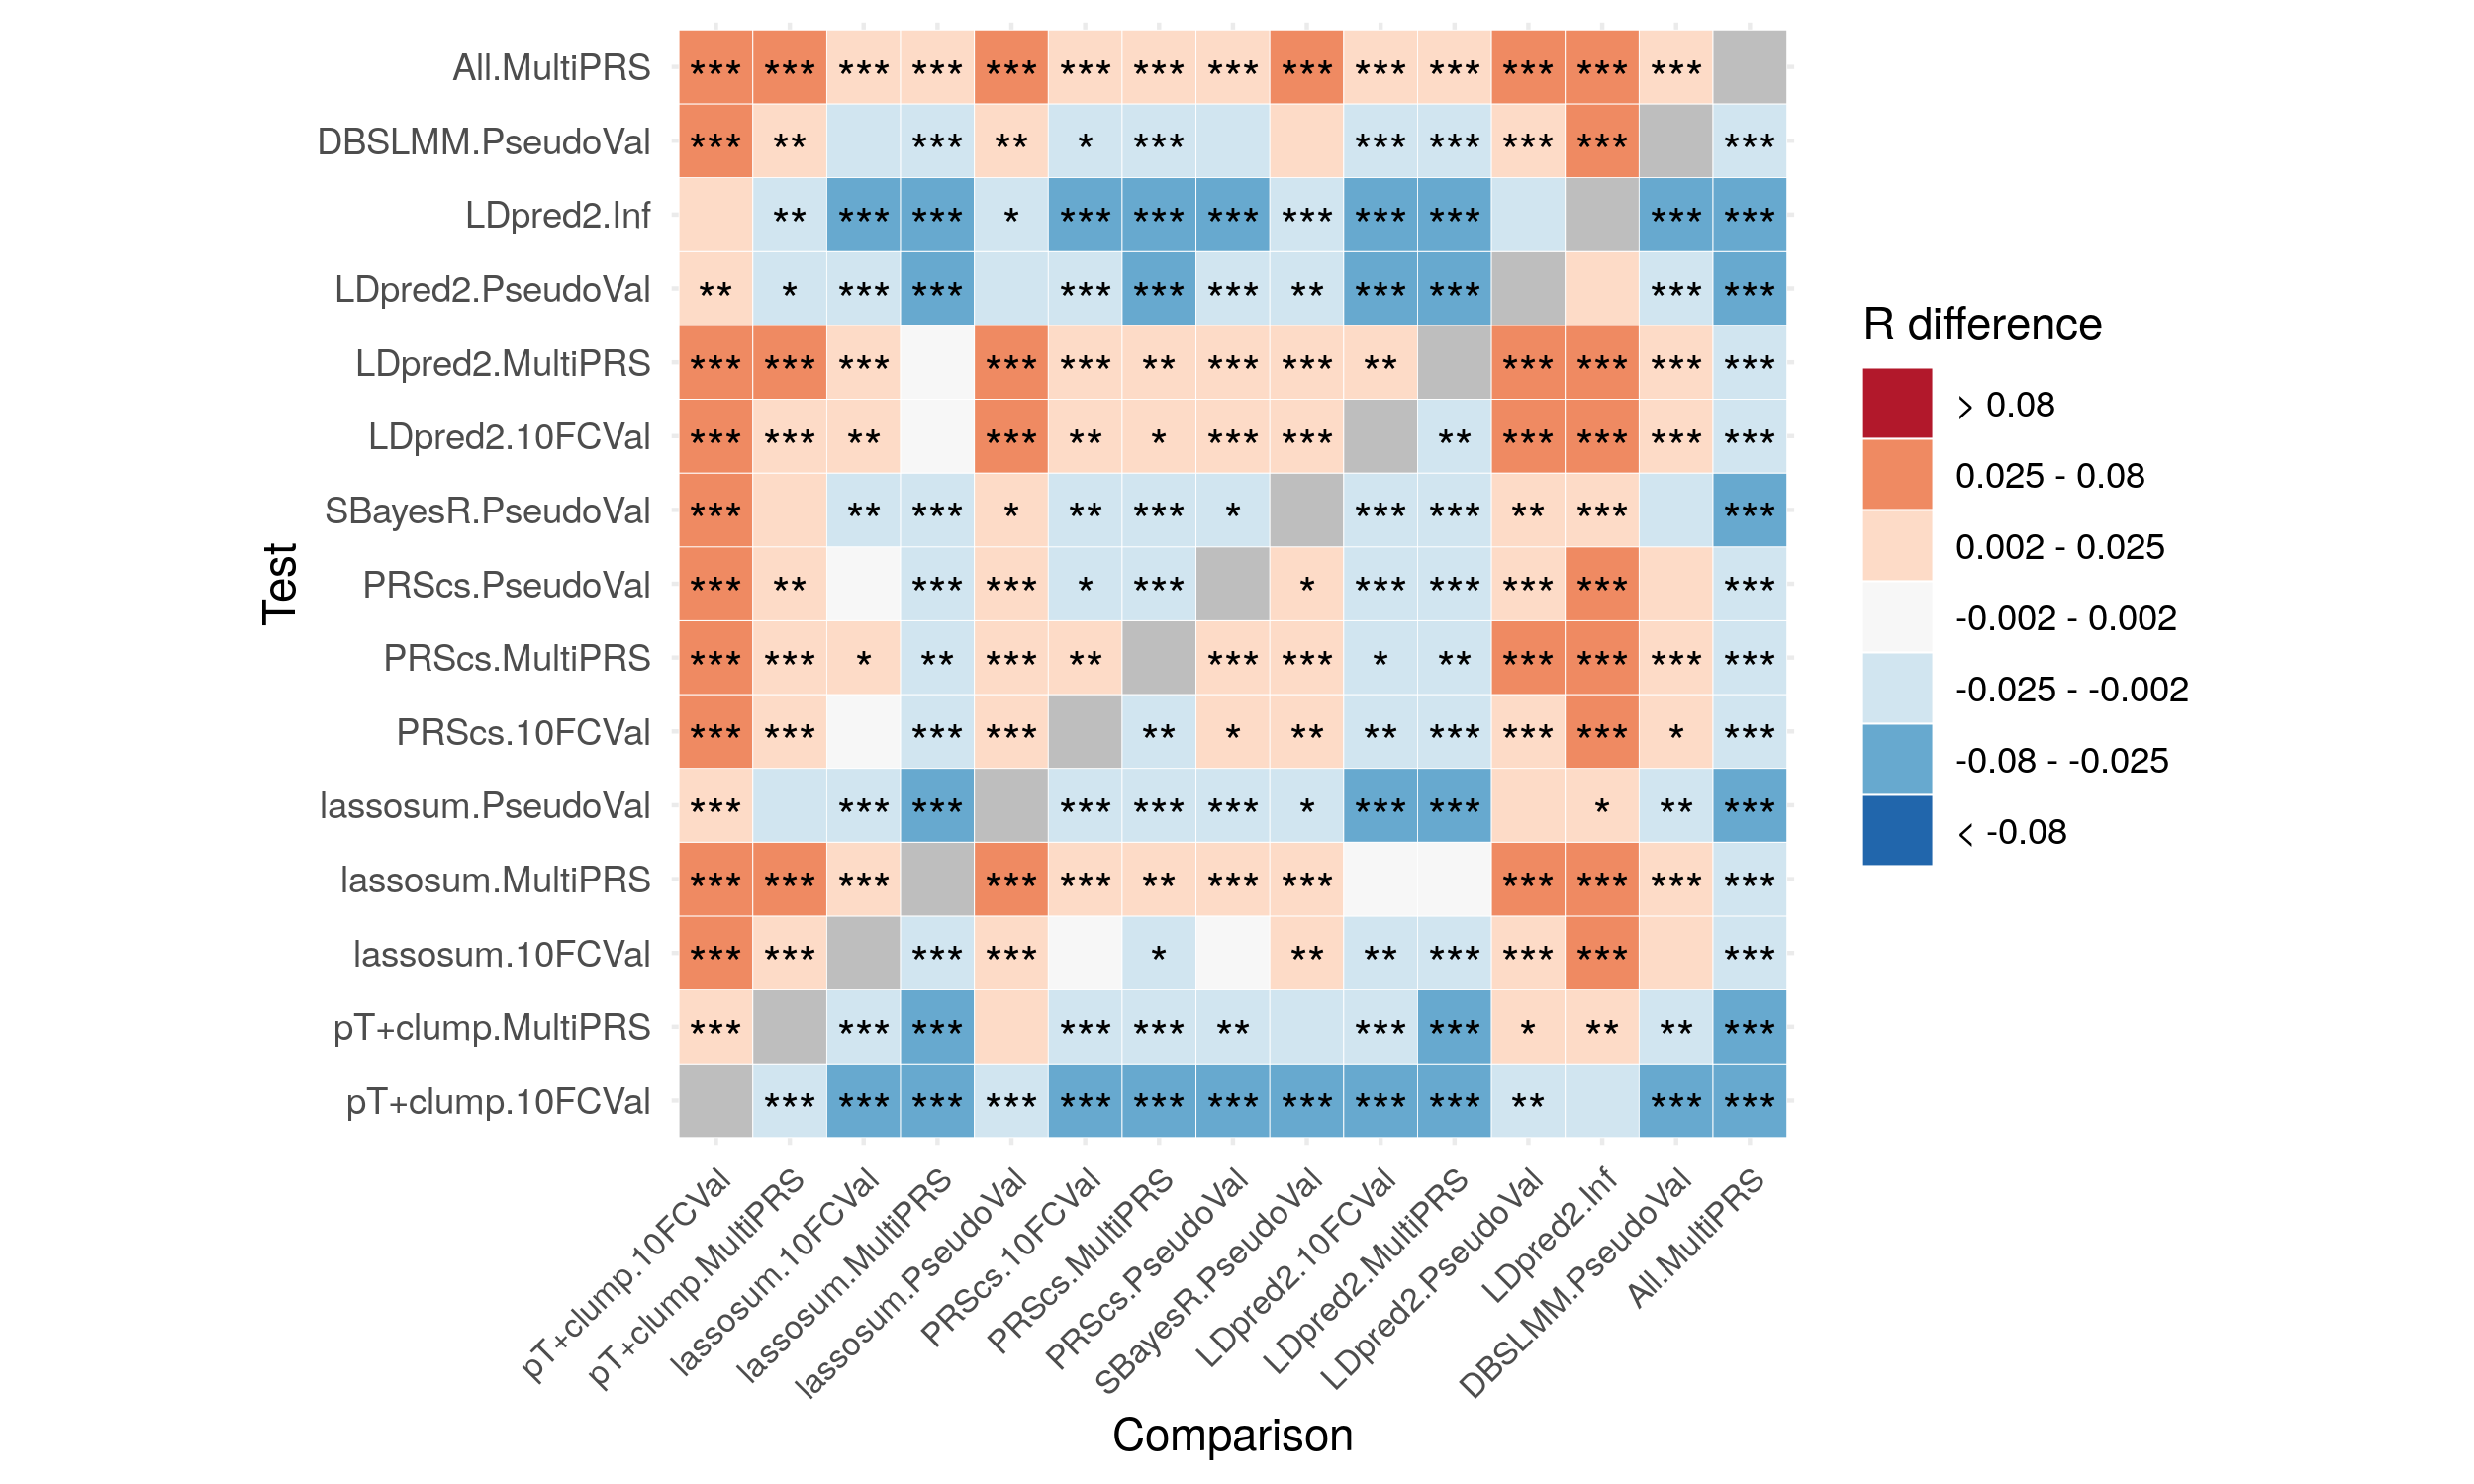 All.MultiPRS *** *** *** *** *** *** *** *** *** *** *** *** *** ***
DBSLMM.PseudoVal *** ** *** ** * *** *** *** *** *** ***
LDpred2.Inf ** *** *** * *** *** *** *** *** *** *** ***
LDpred2.PseudoVal ** * *** *** *** *** *** ** *** *** *** ***
LDpred2.MultiPRS *** *** *** *** *** ** *** *** ** *** *** *** ***
LDpred2.10FCVal *** *** ** *** ** * *** *** ** *** *** *** ***
SBayesR.PseudoVal *** ** *** * ** *** * *** *** ** *** ***
PRScs.PseudoVal *** ** *** *** * *** * *** *** *** *** ***
PRScs.MultiPRS *** *** * ** *** ** *** *** * ** *** *** *** ***
PRScs.10FCVal *** *** *** *** ** * ** ** *** *** *** * ***
lassosum.PseudoVal *** *** *** *** *** *** * *** *** * ** ***
lassosum.MultiPRS *** *** *** *** *** ** *** *** *** *** *** ***
lassosum.10FCVal *** *** *** *** * ** ** *** *** *** ***
pT+clump.MultiPRS *** *** *** *** *** ** *** *** * ** ** ***
pT+clump.10FCVal *** *** *** *** *** *** *** *** *** *** ** *** ***
Test
pT+clump.10FCVal
pT+clump.MultiPRS
lassosum.10FCVal
lassosum.MultiPRS
lassosum.PseudoVal
PRScs.10FCVal
PRScs.MultiPRS
PRScs.PseudoVal
SBayesR.PseudoVal
LDpred2.10FCVal
LDpred2.MultiPRS
LDpred2.PseudoVal
LDpred2.Inf
DBSLMM.PseudoVal
All.MultiPRS
Comparison
R difference
> 0.08
0.025 - 0.08
0.002 - 0.025
-0.002 - 0.002
-0.025 - -0.002
-0.08 - -0.025
< -0.08